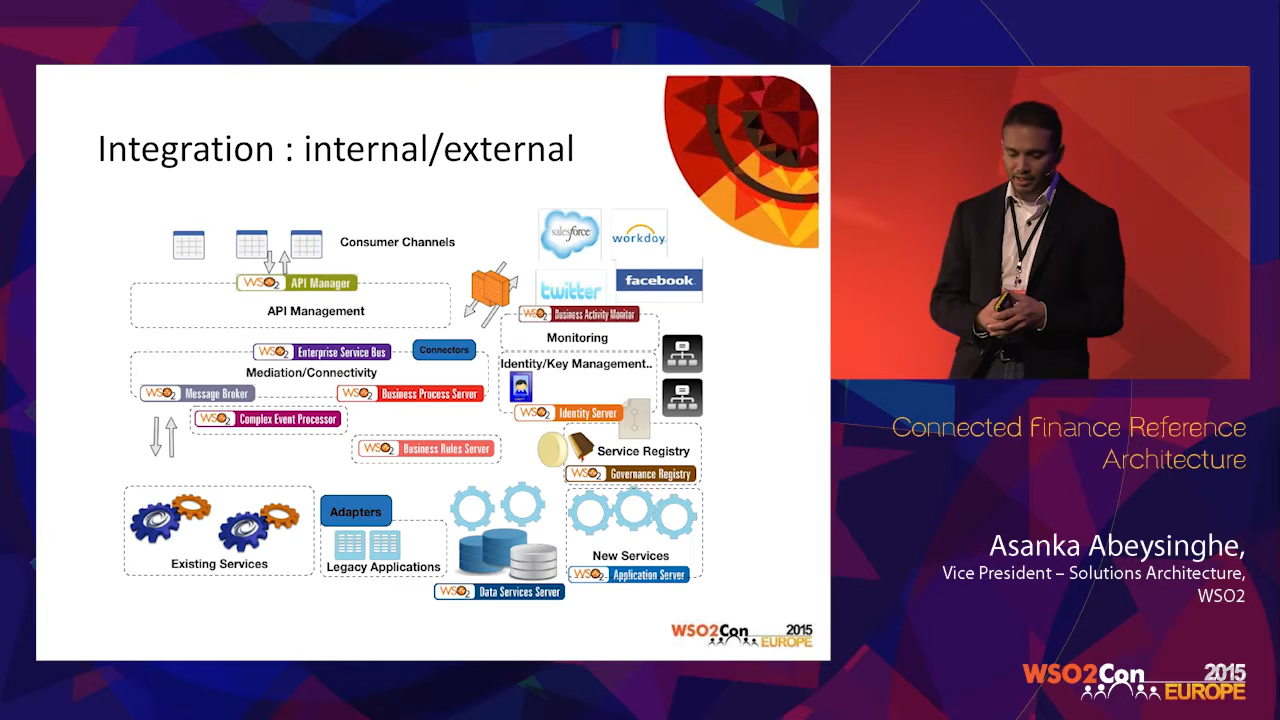 Integration : internal/external
Consumer Channels
WSO2 API Manager
API Management
salesforce
workday.
twitter
facebook.
WSO2 Business Activity Monitor
Monitoring
WSO2 Enterprise Service Bus
Connectors
Mediation/Connectivity
WSO2 Message Broker
WSO2 Business Process Server
WSO2 Complex Event Processor
Identity/Key Management..
WSO2 Identity Server
WSO2 Business Rules Server
Service Registry
WSO2 Governance Registry
Existing Services
Adapters
Legacy Applications
WSO2 Data Services Server
New Services
WSO2 Application Server
WSO2Con 2015
EUROPE
Connected Finance Reference
Architecture
Asanka Abeysinghe,
Vice President – Solutions Architecture,
WSO2
WSO2Con 2015
EUROPE